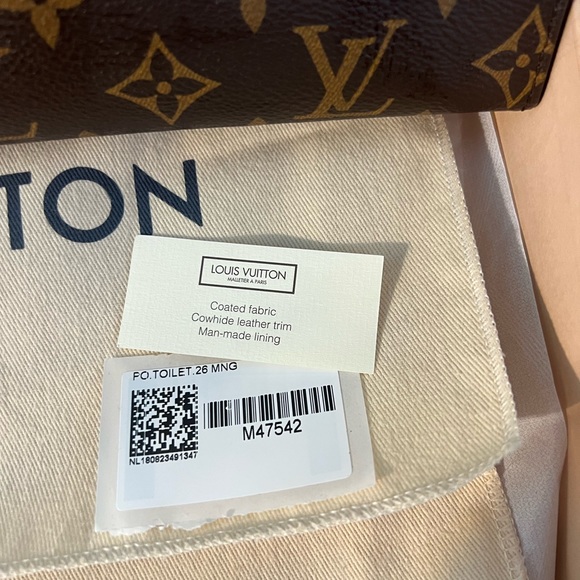 LV
TON
LOUIS VUITTON
MALLETIER A PARIS
Coated fabric
Cowhide leather trim
Man-made lining
PO.TOILET.26 MNG
M47542
NL180823491347